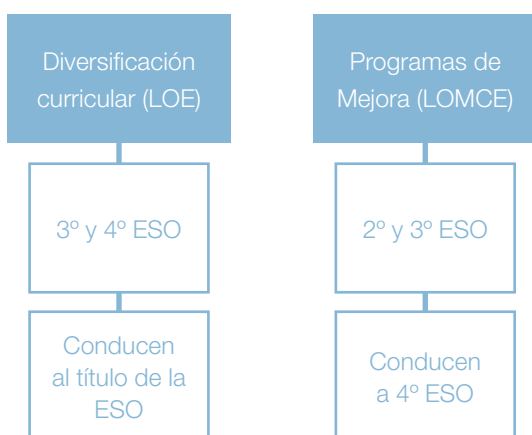 Diversificación
curricular (LOE)
3º y 4º ESO
Conducen
al título de la
ESO
Programas de
Mejora (LOMCE)
2º y 3º ESO
Conducen
a 4º ESO